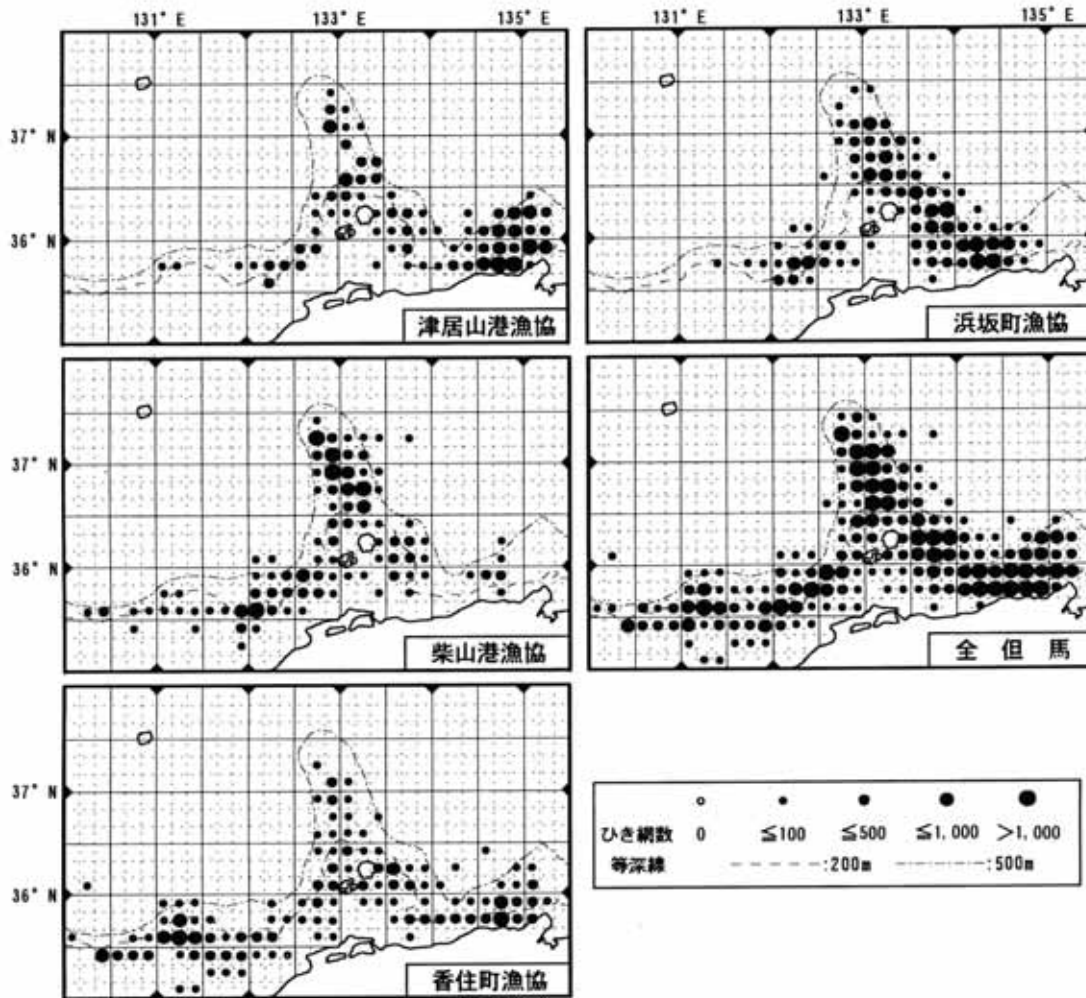 131° E 133° E 135° E 131° E 133° E 135° E
37° N
36° N
津居山港漁協
浜坂町漁協
37° N
36° N
柴山港漁協
全但馬
37° N
36° N
香住町漁協
ひき網数 0 ≦100 ≦500 ≦1,000 >1,000
等深線 :200m :500m